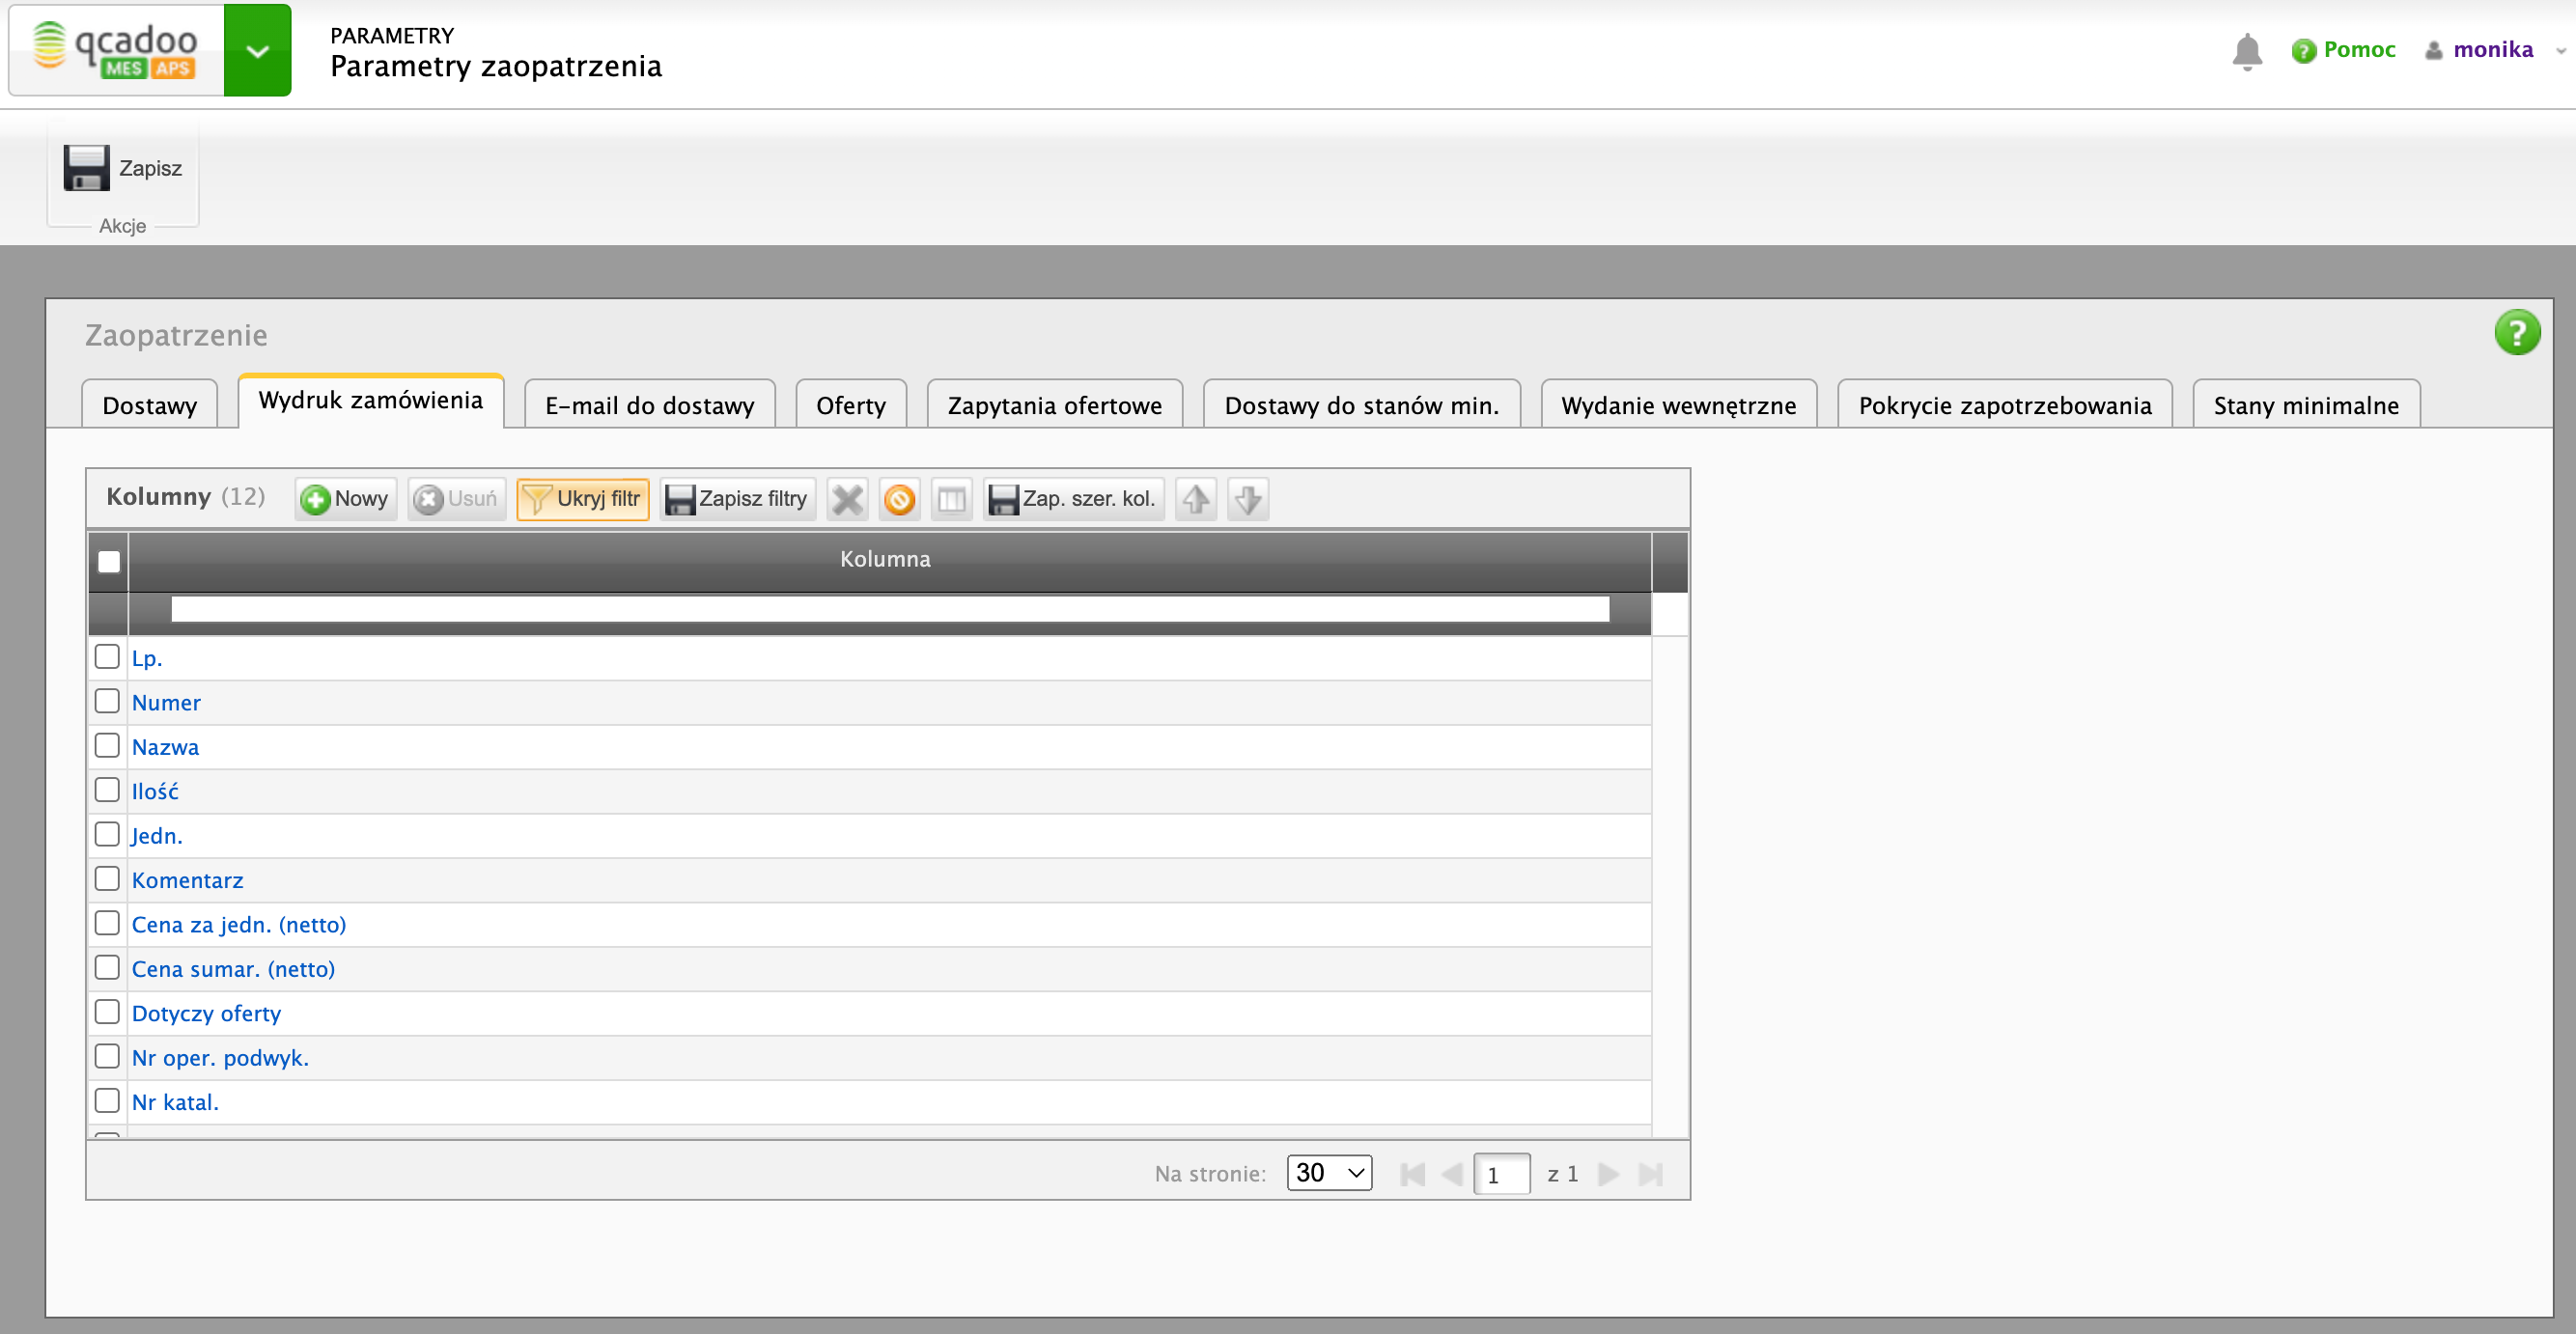 qcadoo
MES APS
PARAMETRY
Parametry zaopatrzenia
Pomoc
monika
Zapisz
Akcje
Zaopatrzenie
Dostawy
Wydruk zamówienia
E-mail do dostawy
Oferty
Zapytania ofertowe
Dostawy do stanów min.
Wydanie wewnętrzne
Pokrycie zapotrzebowania
Stany minimalne
Kolumny (12)
Nowy
Usuń
Ukryj filtr
Zapisz filtry
Zap. szer. kol.
Kolumna
Lp.
Numer
Nazwa
Ilość
Jedn.
Komentarz
Cena za jedn. (netto)
Cena sumar. (netto)
Dotyczy oferty
Nr oper. podwyk.
Nr katal.
Na stronie: 30 1 z 1